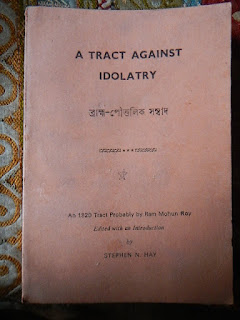 A TRACT AGAINST
IDOLATRY
ব্রাহ্ম-পৌত্তলিক সম্বাদ
An 1820 Tract Probably by Ram Mohun Roy
Edited with an Introduction
by
STEPHEN N. HAY